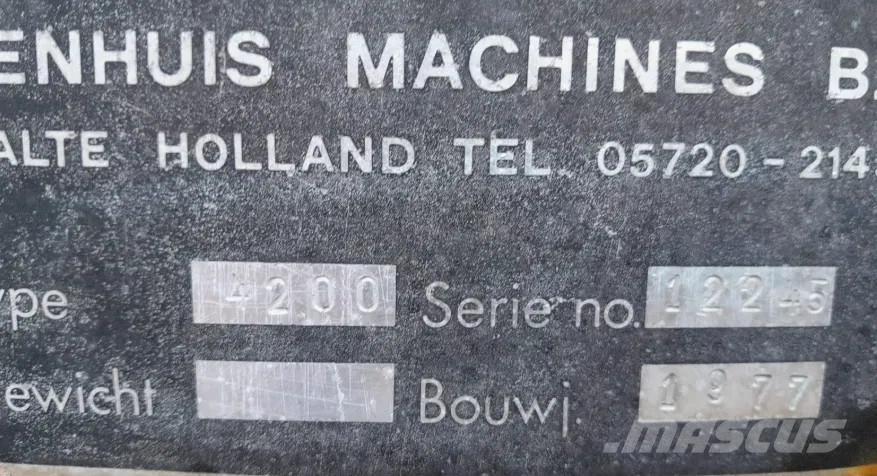 ENHUIS MACHINES B.
ALTE HOLLAND TEL. 05720-214
ype 4200 Serie no. 12245
ewicht Bouwj. 1977
MASCUS